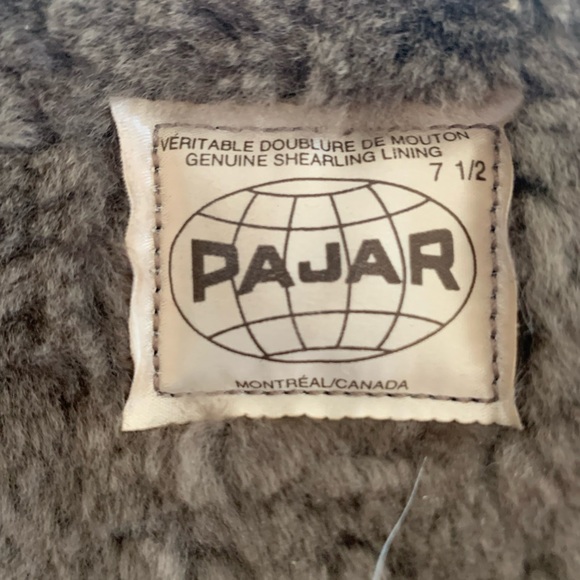 VÉRITABLE DOUBLURE DE MOUTON
GENUINE SHEARLING LINING
7 1/2
PAJAR
MONTRÉAL/CANADA